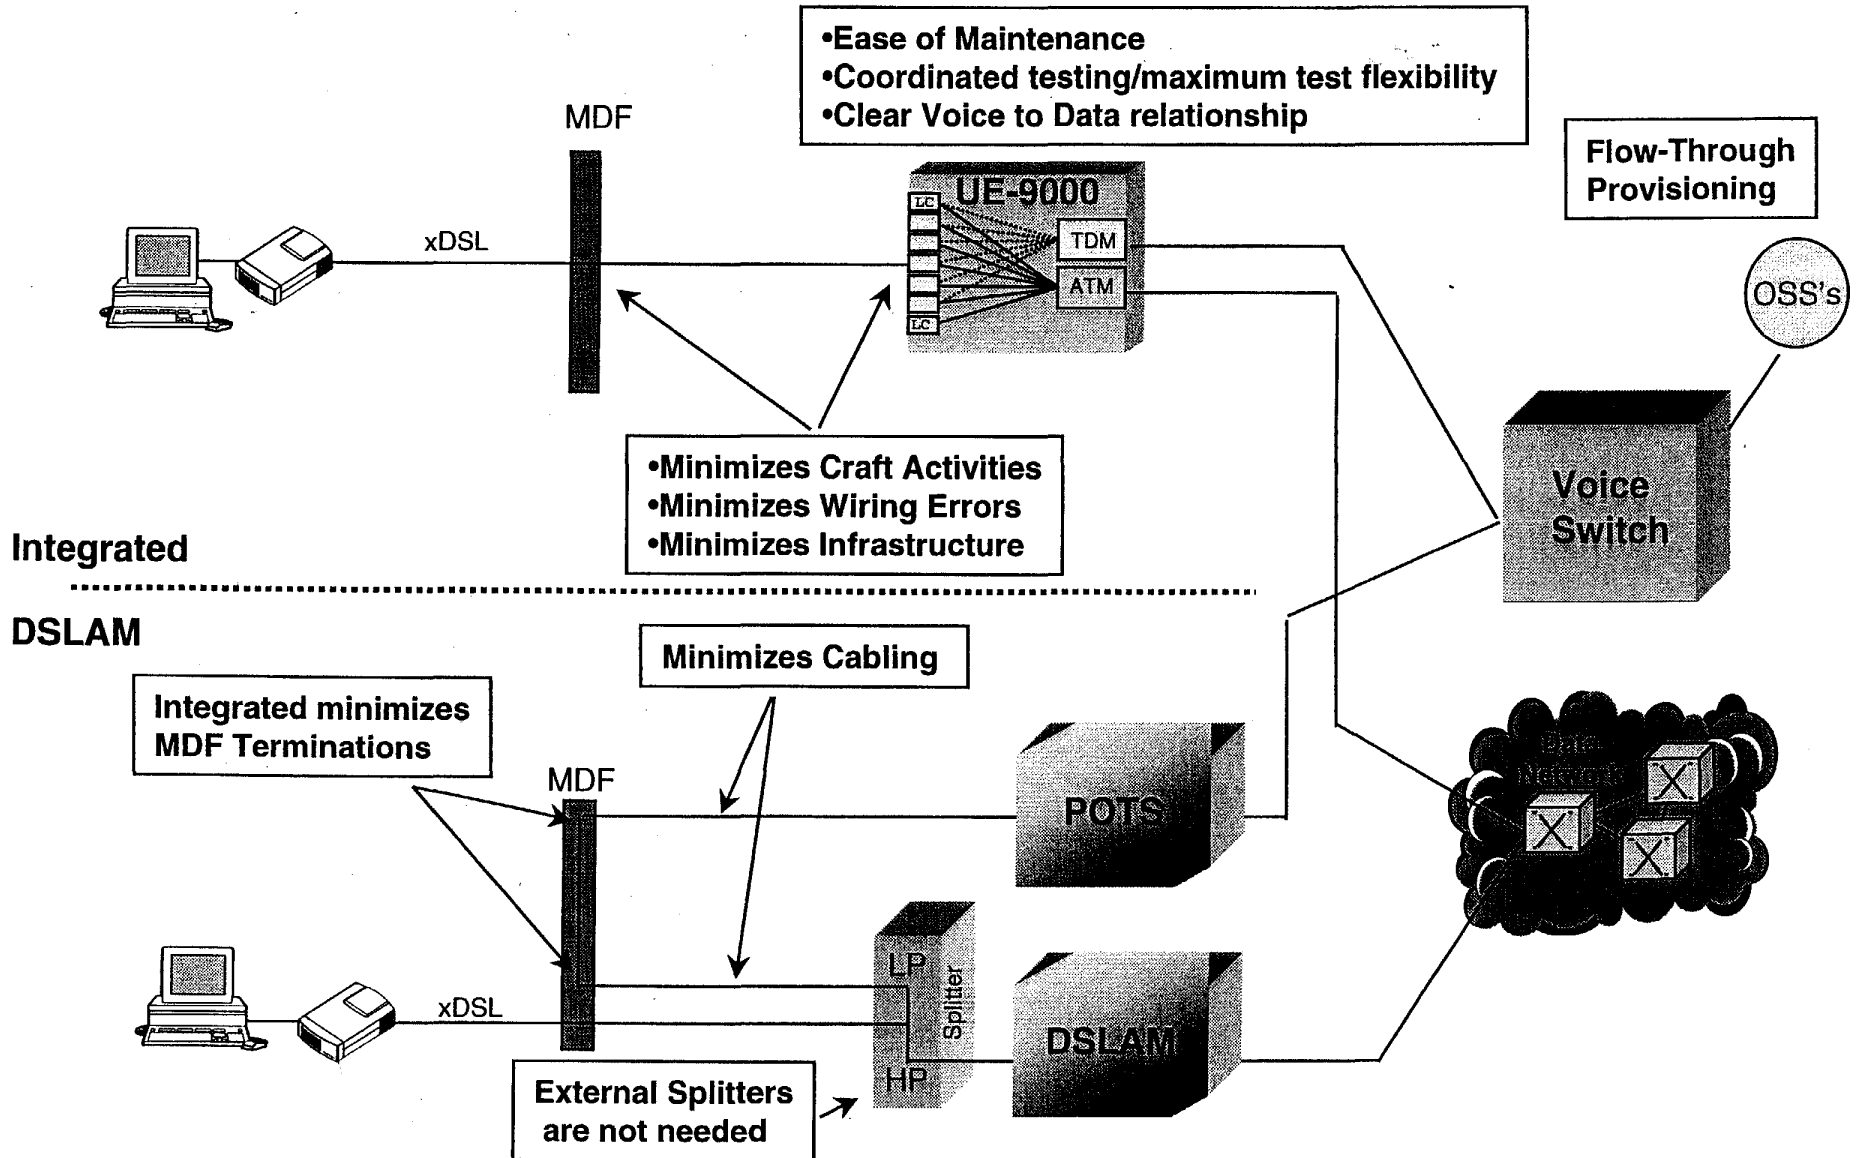 •Ease of Maintenance
•Coordinated testing/maximum test flexibility
•Clear Voice to Data relationship
MDF
Flow-Through
Provisioning
UE-9000
LC
TDM
xDSL
ATM
OSS's
LC
•Minimizes Craft Activities
•Minimizes Wiring Errors
•Minimizes Infrastructure
Voice
Switch
Integrated
DSLAM
Minimizes Cabling
Integrated minimizes
MDF Terminations
Data
Network
MDF
POTS
LP
Splitter
xDSL
DSLAM
HP
External Splitters
are not needed